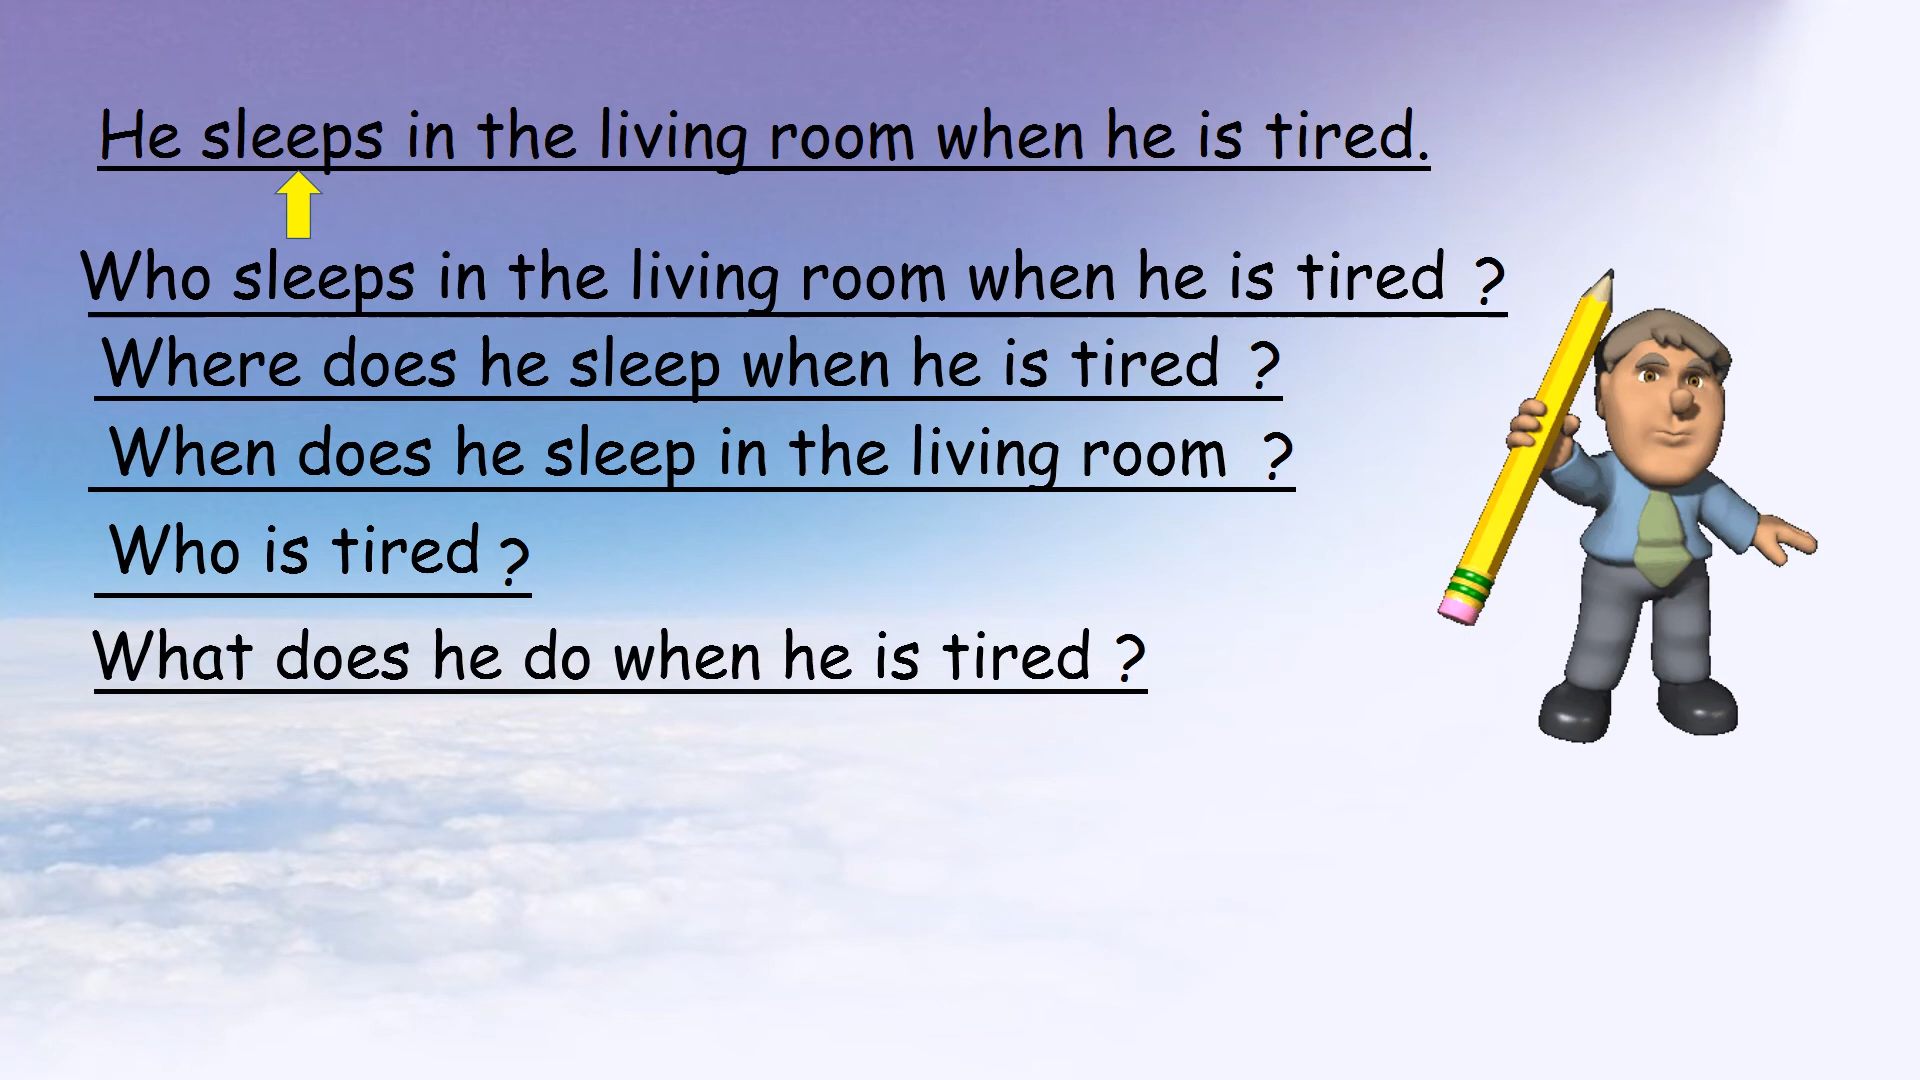 He sleeps in the living room when he is tired.
Who sleeps in the living room when he is tired ?
Where does he sleep when he is tired ?
When does he sleep in the living room ?
Who is tired ?
What does he do when he is tired ?